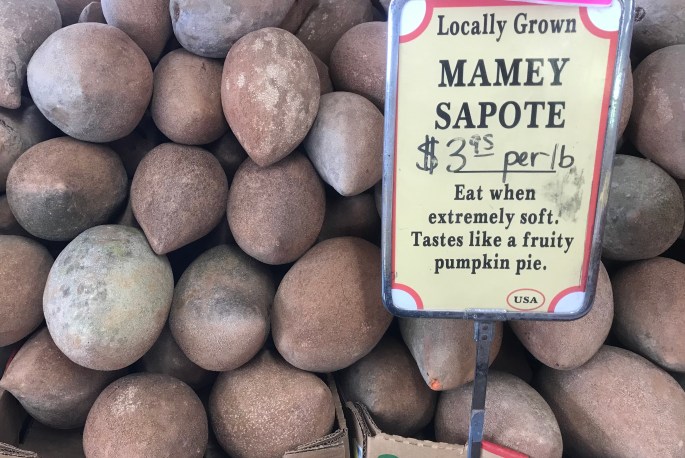 Locally Grown
MAMEY
SAPOTE
$3.95 per lb
Eat when
extremely soft.
Tastes like a fruity
pumpkin pie.
USA